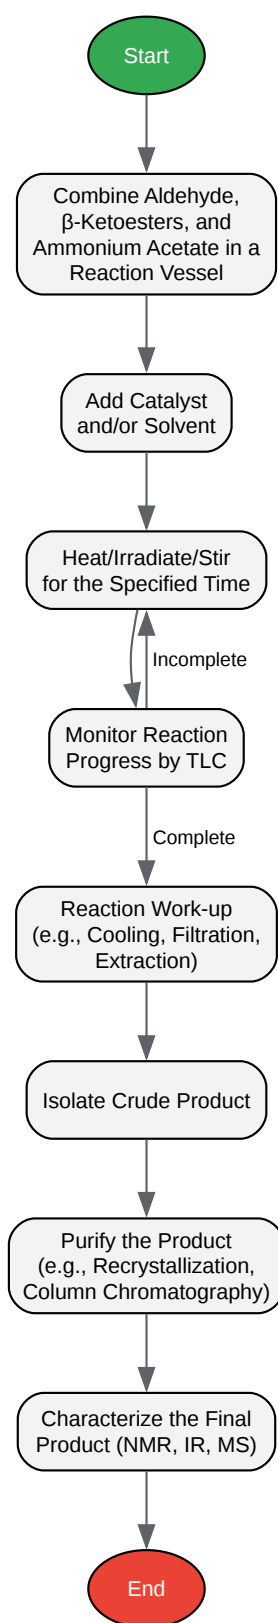 Start
Combine Aldehyde,
β-Ketoesters, and
Ammonium Acetate in a
Reaction Vessel
Add Catalyst
and/or Solvent
Heat/Irradiate/Stir
for the Specified Time
Incomplete
Monitor Reaction
Progress by TLC
Complete
Reaction Work-up
(e.g., Cooling, Filtration,
Extraction)
Isolate Crude Product
Purify the Product
(e.g., Recrystallization,
Column Chromatography)
Characterize the Final
Product (NMR, IR, MS)
End